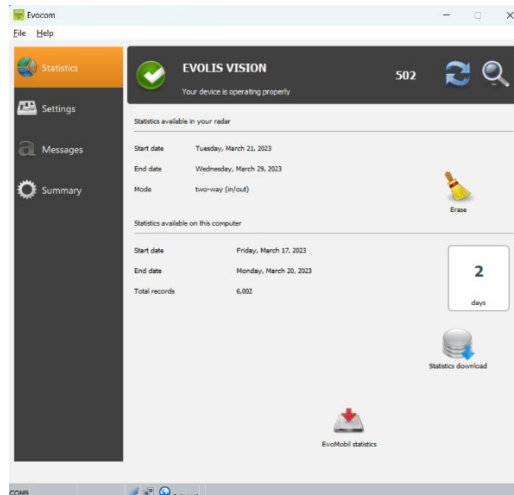 Evocom
File Help
Statistics
Settings
Messages
Summary
EVOLIS VISION
502
Your device is operating properly
Statistics available in your radar
Start date Tuesday, March 21, 2023
End date Wednesday, March 29, 2023
Mode two-way (in/out)
Erase
Statistics available on this computer
Start date Friday, March 17, 2023
End date Monday, March 20, 2023
Total records 6,002
2
days
Statistics download
EvoMobil statistics
COM9